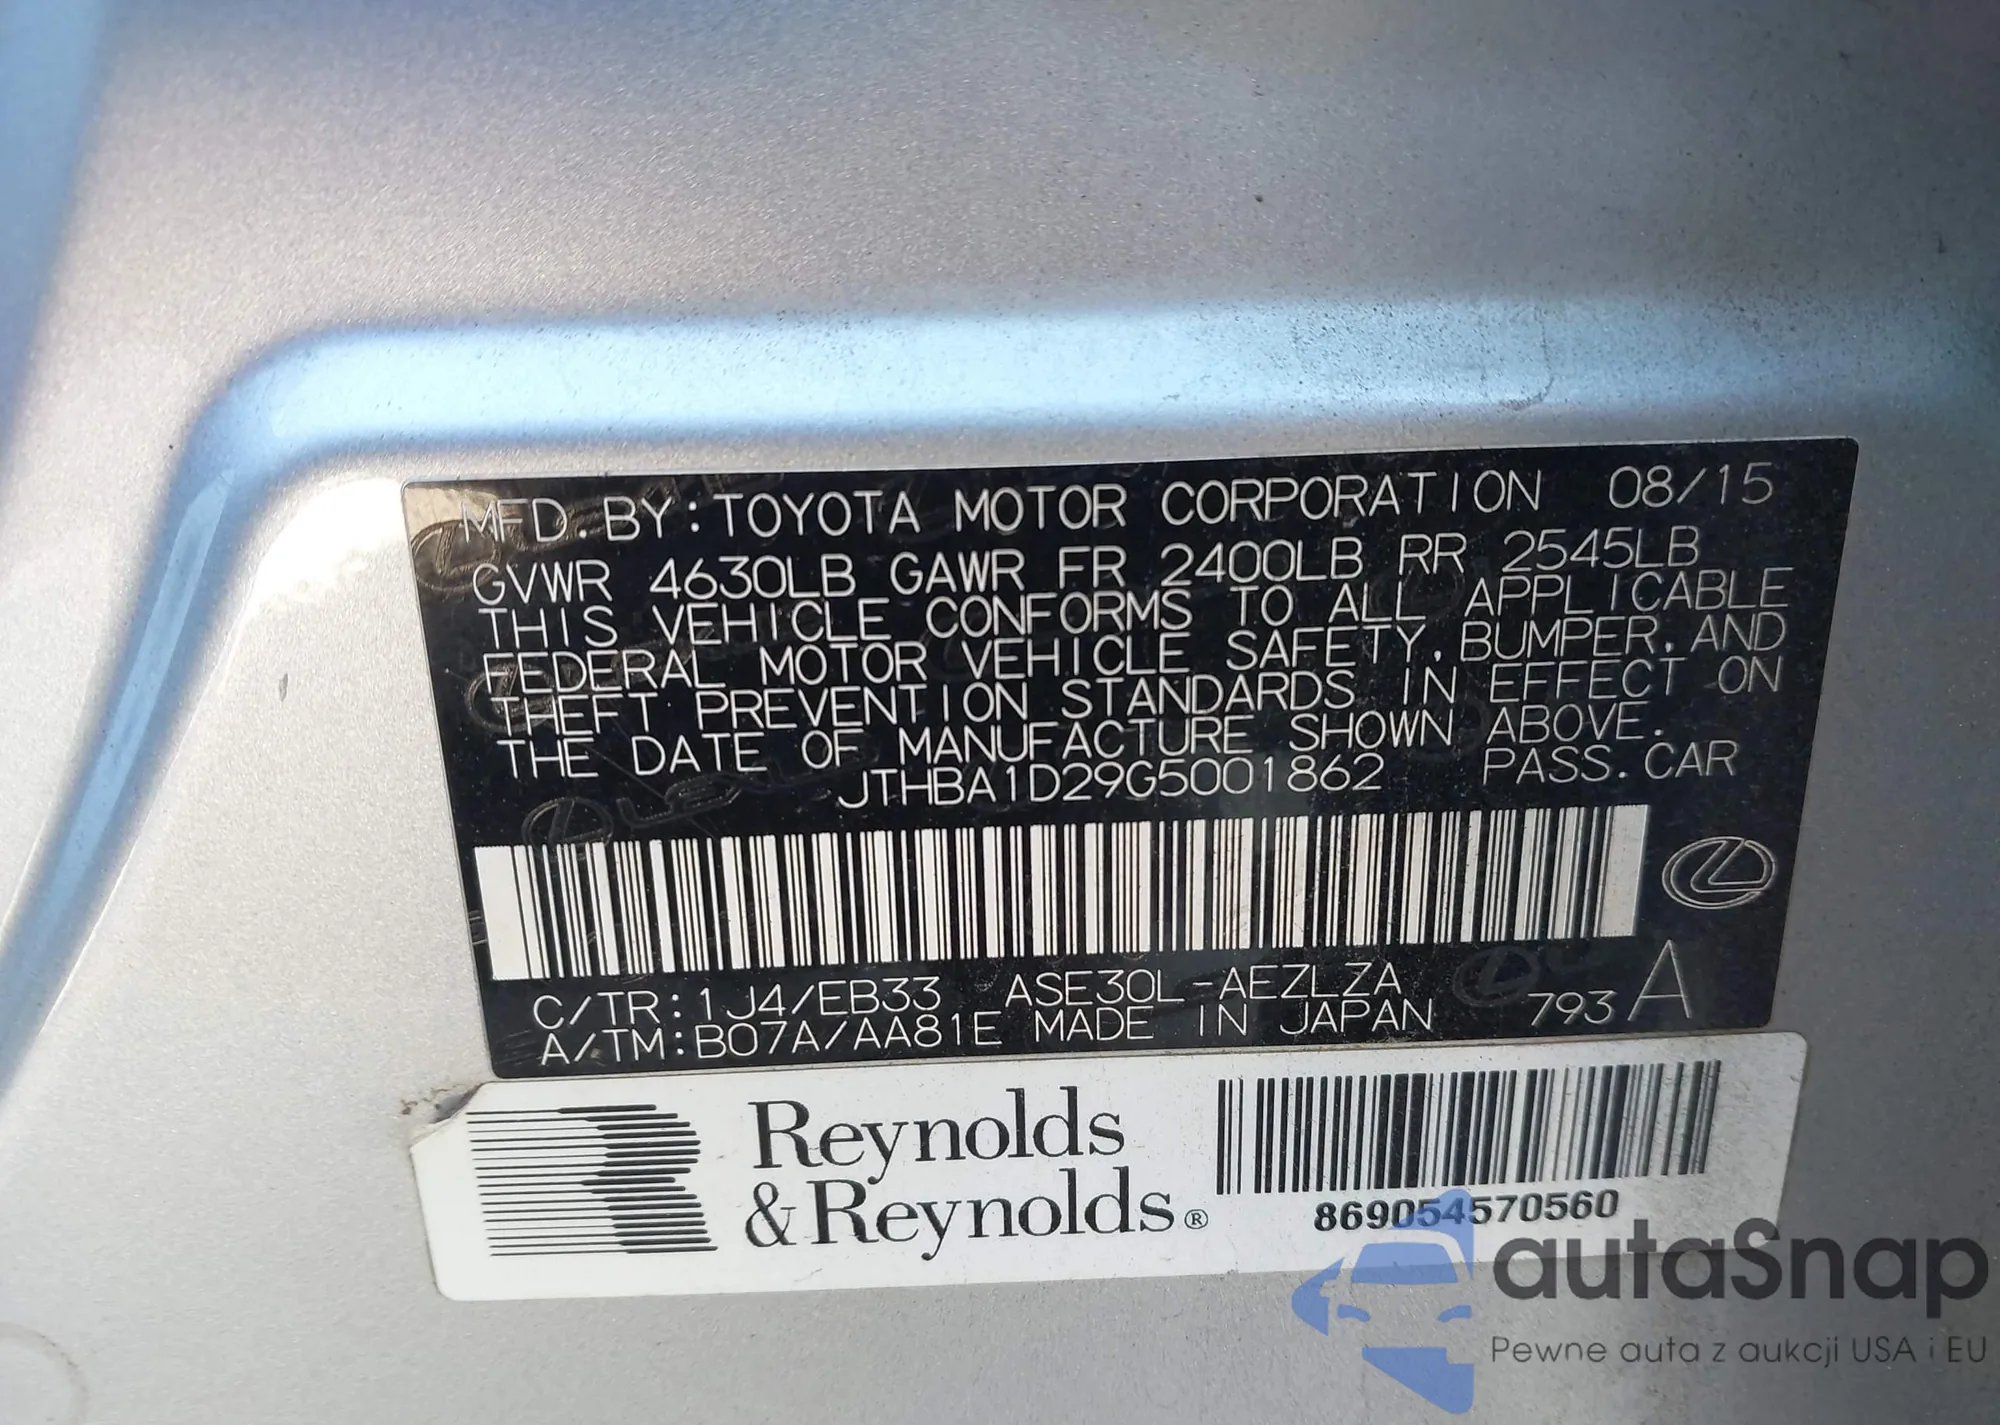 MFD. BY:TOYOTA MOTOR CORPORATION 08/15
GVWR 4630LB GAWR FR 2400LB RR 2545LB
THIS VEHICLE CONFORMS TO ALL APPLICABLE
FEDERAL MOTOR VEHICLE SAFETY, BUMPER, AND
THEFT PREVENTION STANDARDS IN EFFECT ON
THE DATE OF MANUFACTURE SHOWN ABOVE.
JTHBA1D29G5001862 PASS.CAR
C/TR:1J4/EB33 ASE30L-AEZLZA
A/TM:B07A/AA81E MADE IN JAPAN 793 A
Reynolds
& Reynolds®
869054570560
autaSnap
Pewne auta z aukcji USA i EU